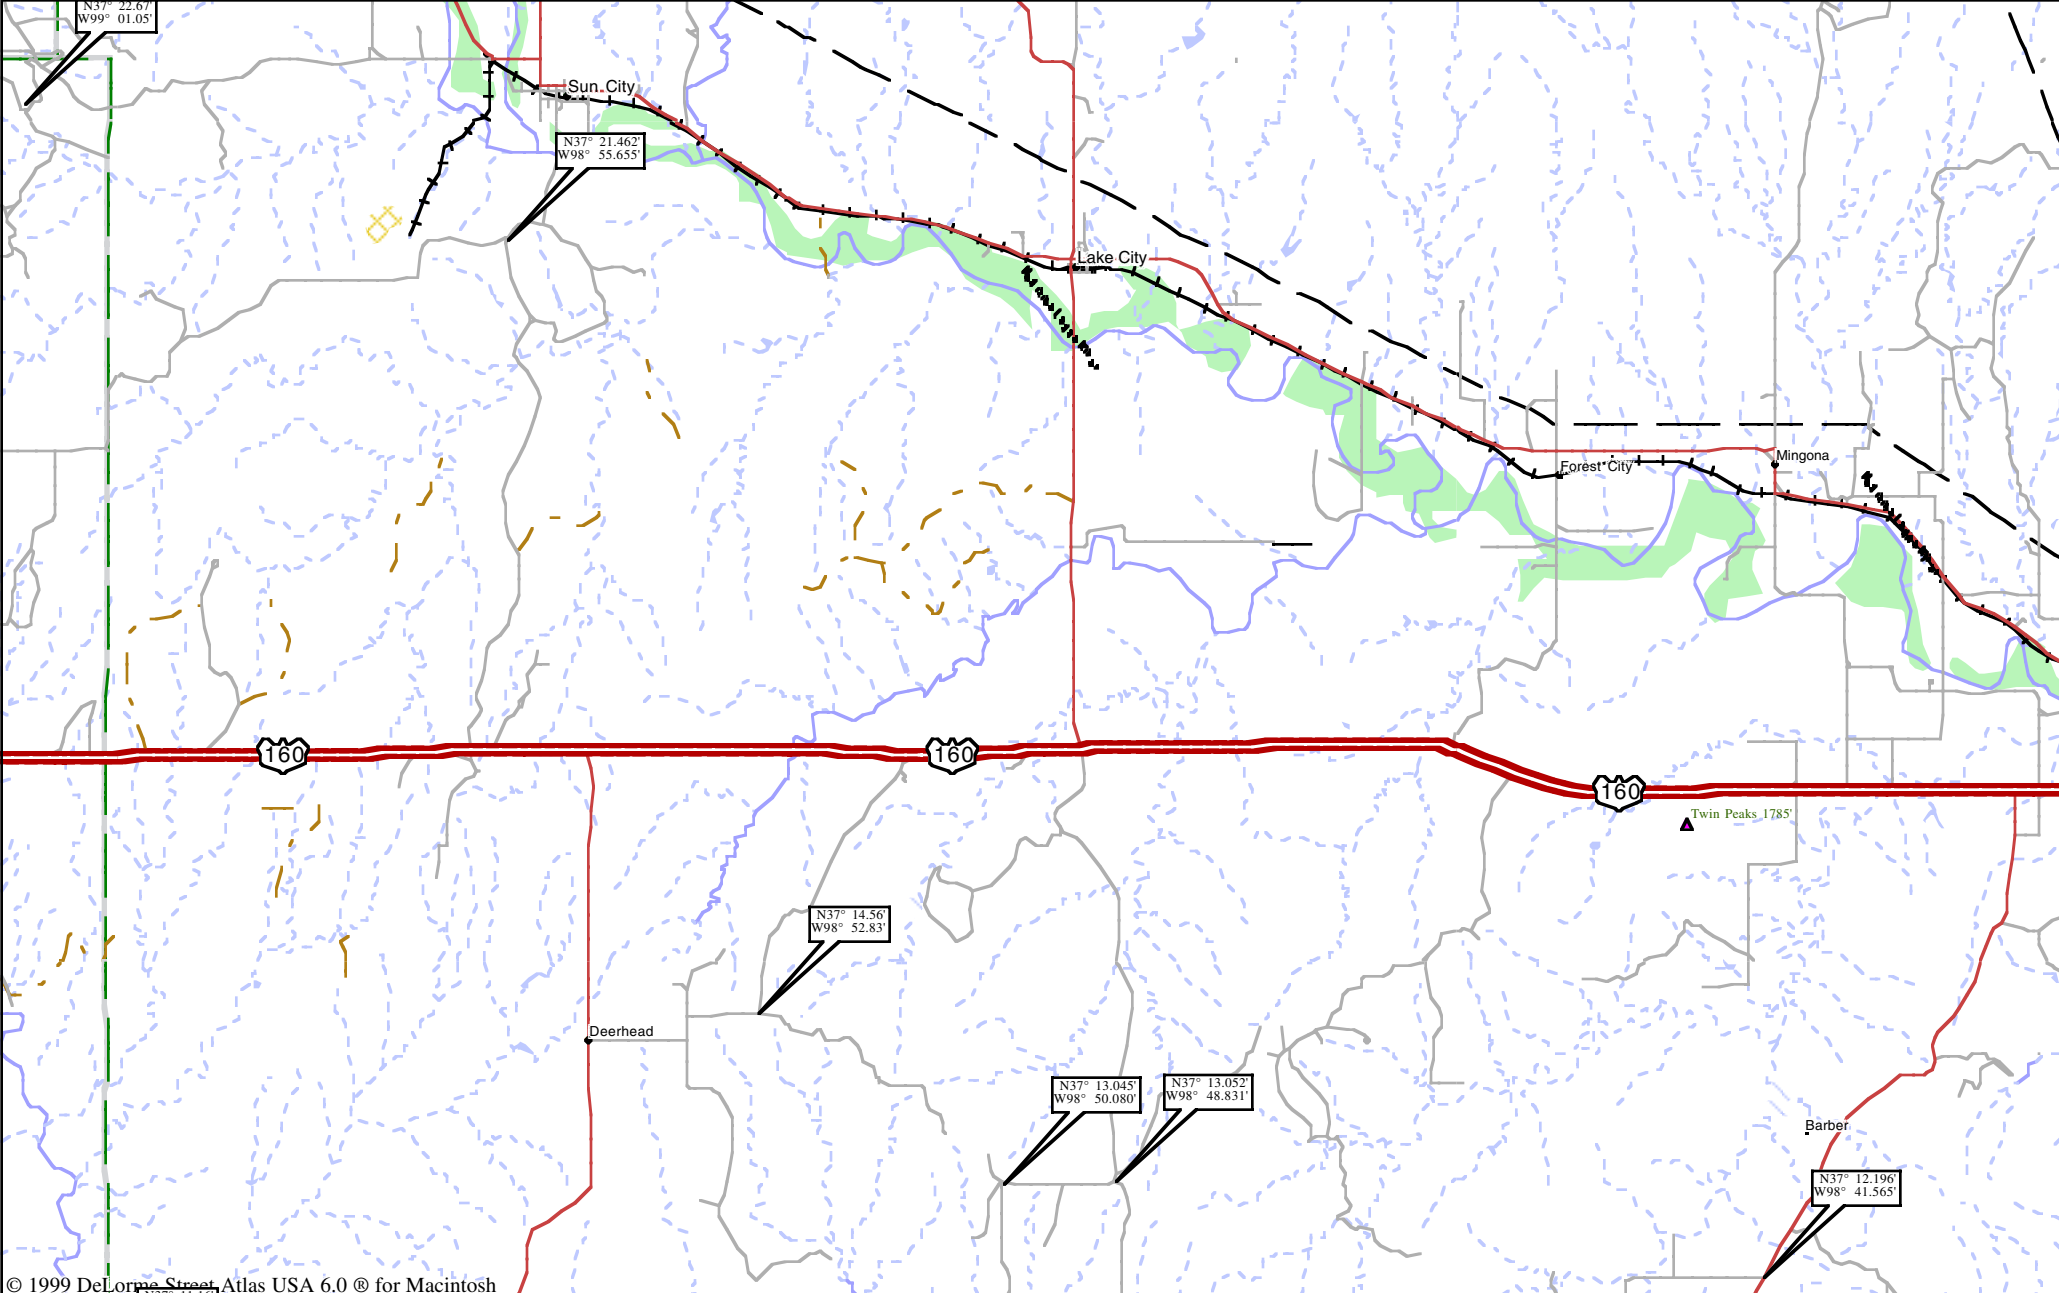 N37° 22.67'
W99° 01.05'
Sun City
N37° 21.462'
W98° 55.655'
Lake City
Forest City
Mingona
160
160
160
Twin Peaks 1785'
N37° 14.56'
W98° 52.83'
Deerhead
N37° 13.045'
W98° 50.080'
N37° 13.052'
W98° 48.831'
Barber
N37° 12.196'
W98° 41.565'
© 1999 DeLorme Street Atlas USA 6.0 ® for Macintosh